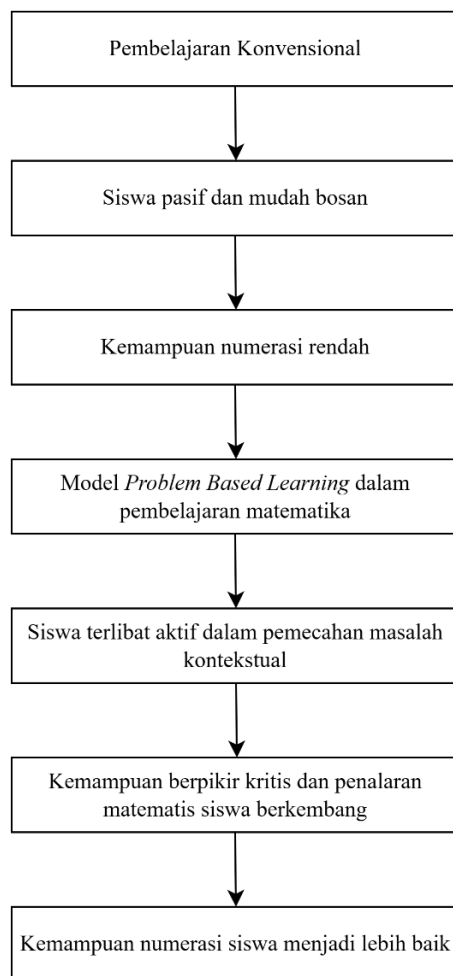 Pembelajaran Konvensional
Siswa pasif dan mudah bosan
Kemampuan numerasi rendah
Model Problem Based Learning dalam
pembelajaran matematika
Siswa terlibat aktif dalam pemecahan masalah
kontekstual
Kemampuan berpikir kritis dan penalaran
matematis siswa berkembang
Kemampuan numerasi siswa menjadi lebih baik